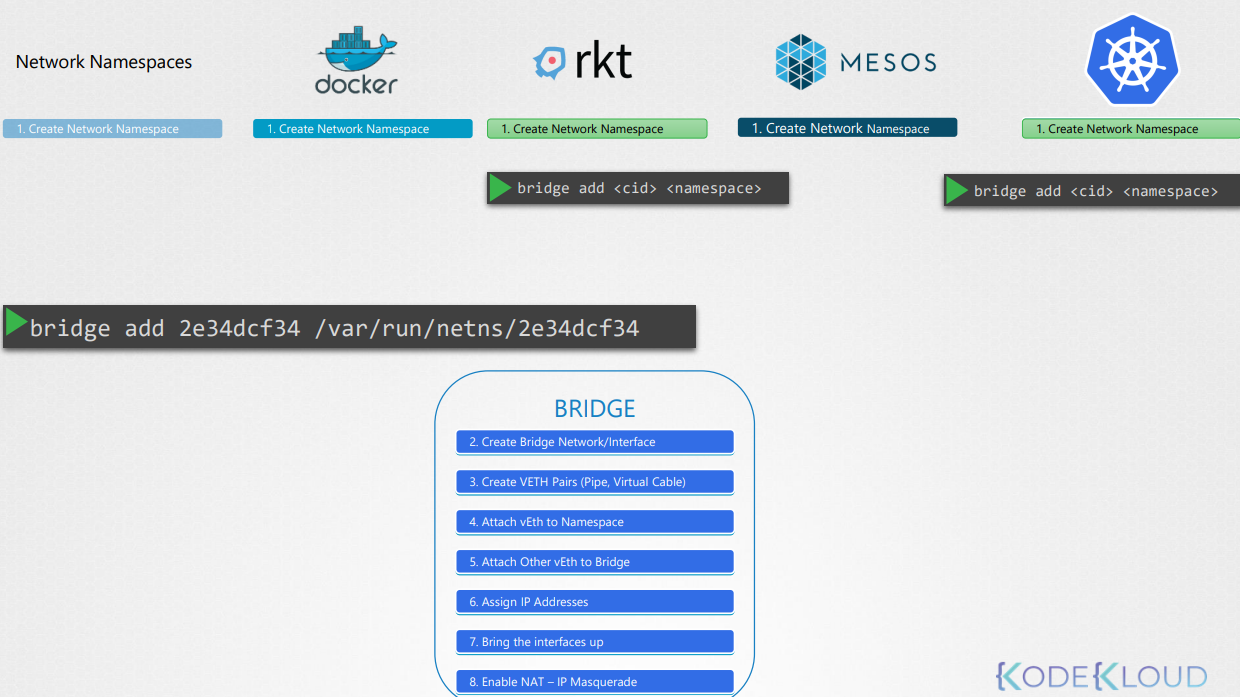 Network Namespaces
docker
rkt
MESOS
1. Create Network Namespace
1. Create Network Namespace
1. Create Network Namespace
1. Create Network Namespace
1. Create Network Namespace
bridge add <cid> <namespace>
bridge add <cid> <namespace>
bridge add 2e34dcf34 /var/run/netns/2e34dcf34
BRIDGE
2. Create Bridge Network/Interface
3. Create VETH Pairs (Pipe, Virtual Cable)
4. Attach vEth to Namespace
5. Attach Other vEth to Bridge
6. Assign IP Addresses
7. Bring the interfaces up
8. Enable NAT – IP Masquerade
KODEKLOUD